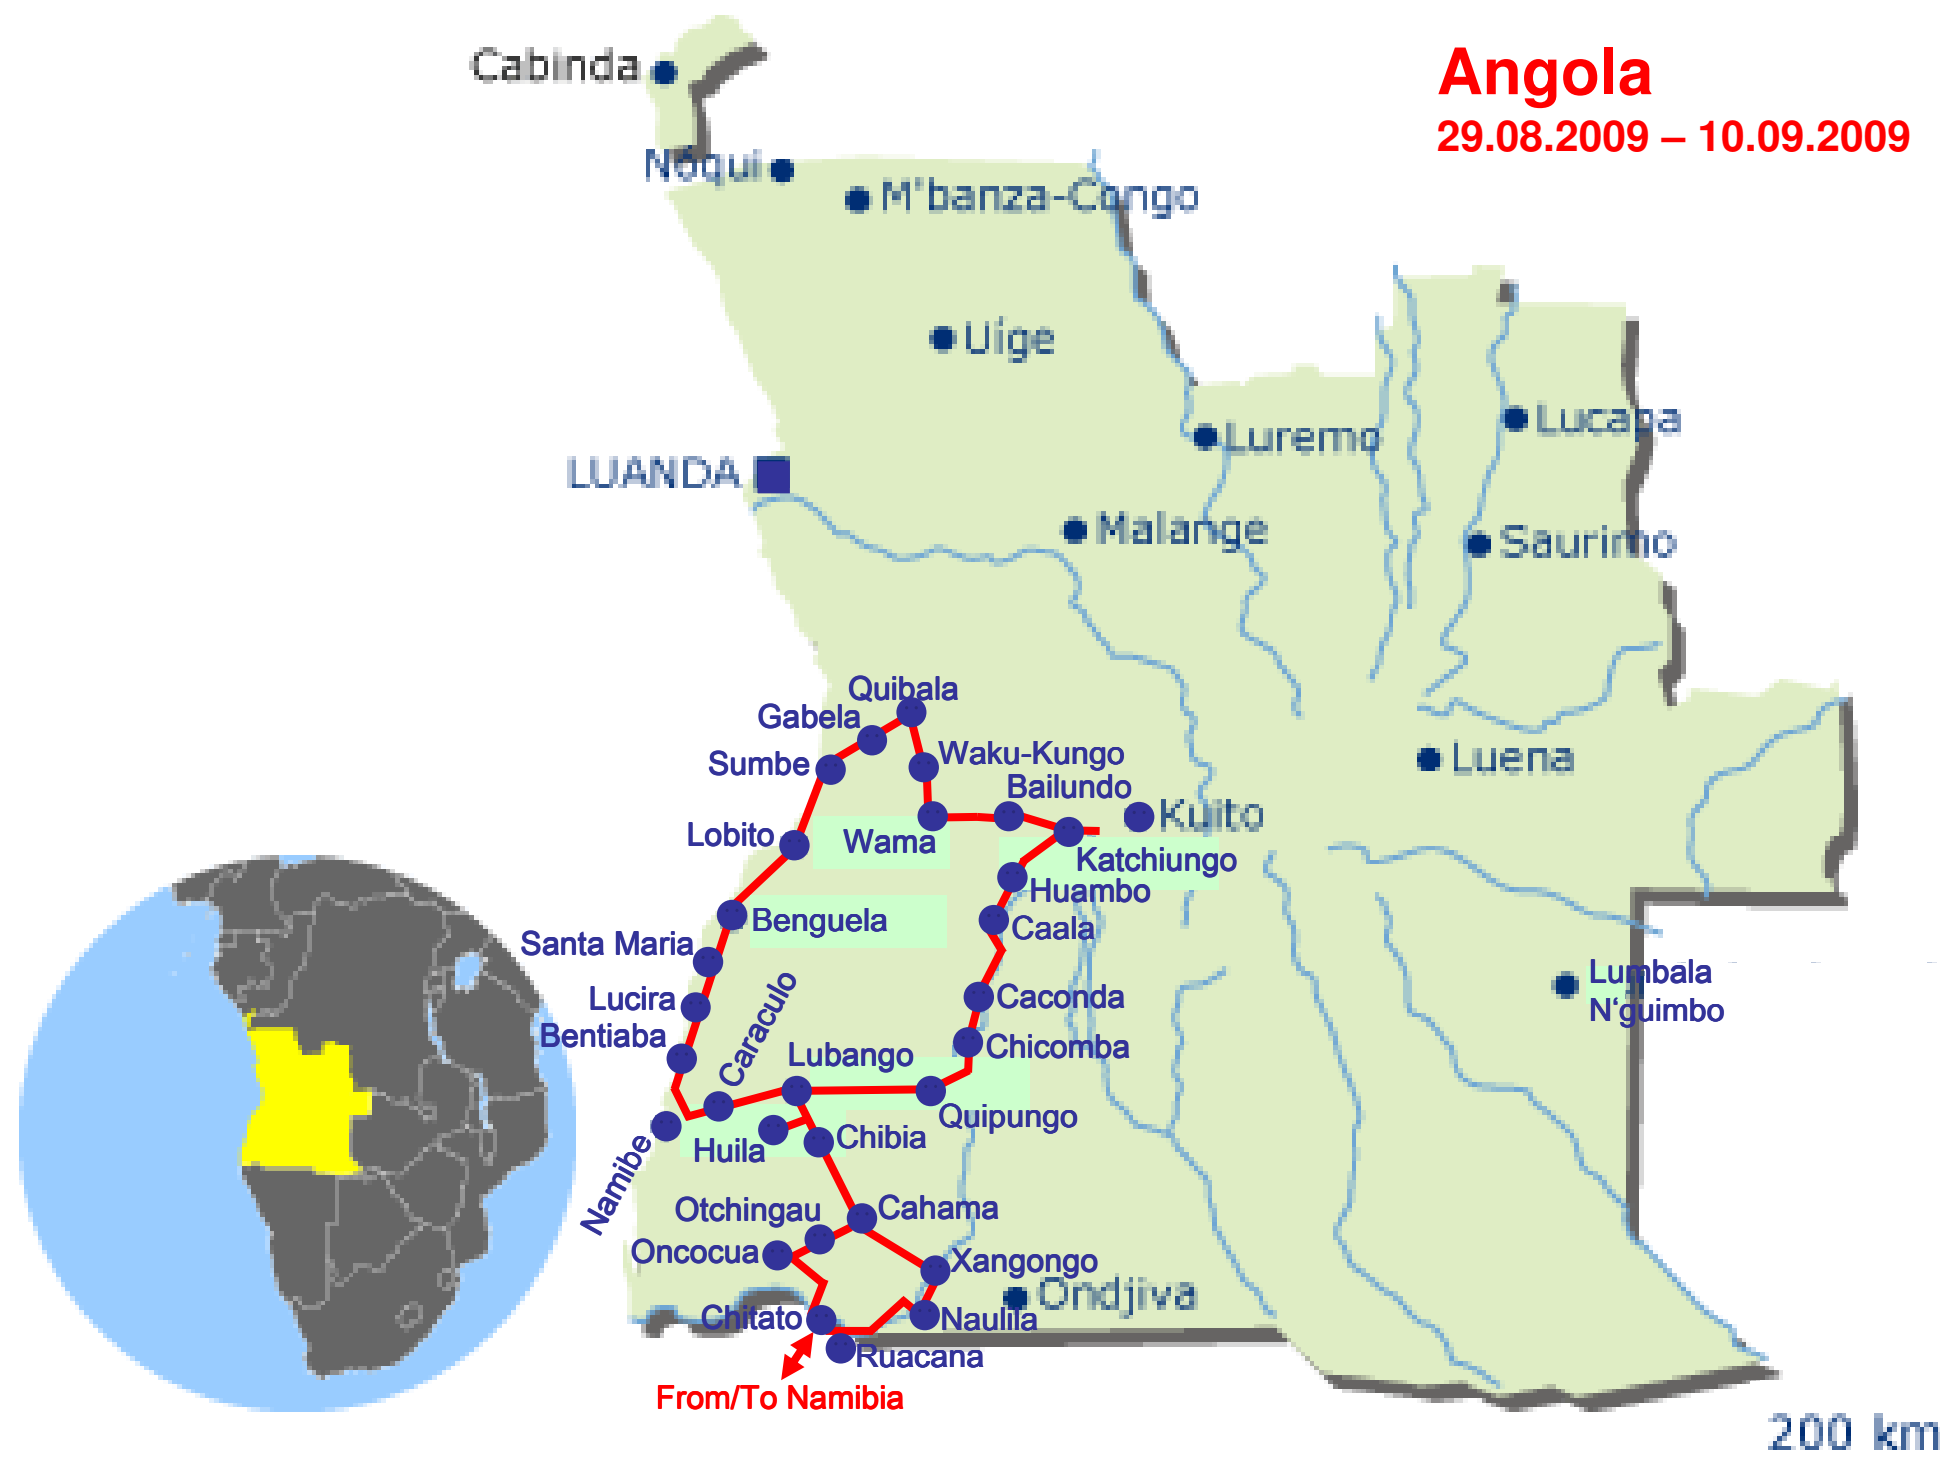 Cabinda
Angola
29.08.2009 – 10.09.2009
Nóqui
M'banza-Congo
Uíge
Lucapa
Luremo
LUANDA
Malange
Saurimo
Quibala
Gabela
Sumbe
Waku-Kungo
Luena
Bailundo
Kuito
Lobito
Wama
Katchiungo
Huambo
Benguela
Caala
Santa Maria
Lumbala
N‘guimbo
Lucira
Caconda
Bentiaba
Caraculo
Lubango
Chicomba
Quipungo
Huila
Chibia
Namibe
Otchingau
Cahama
Oncocua
Xangongo
Ondjiva
Chitato
Naulila
Ruacana
From/To Namibia
200 km